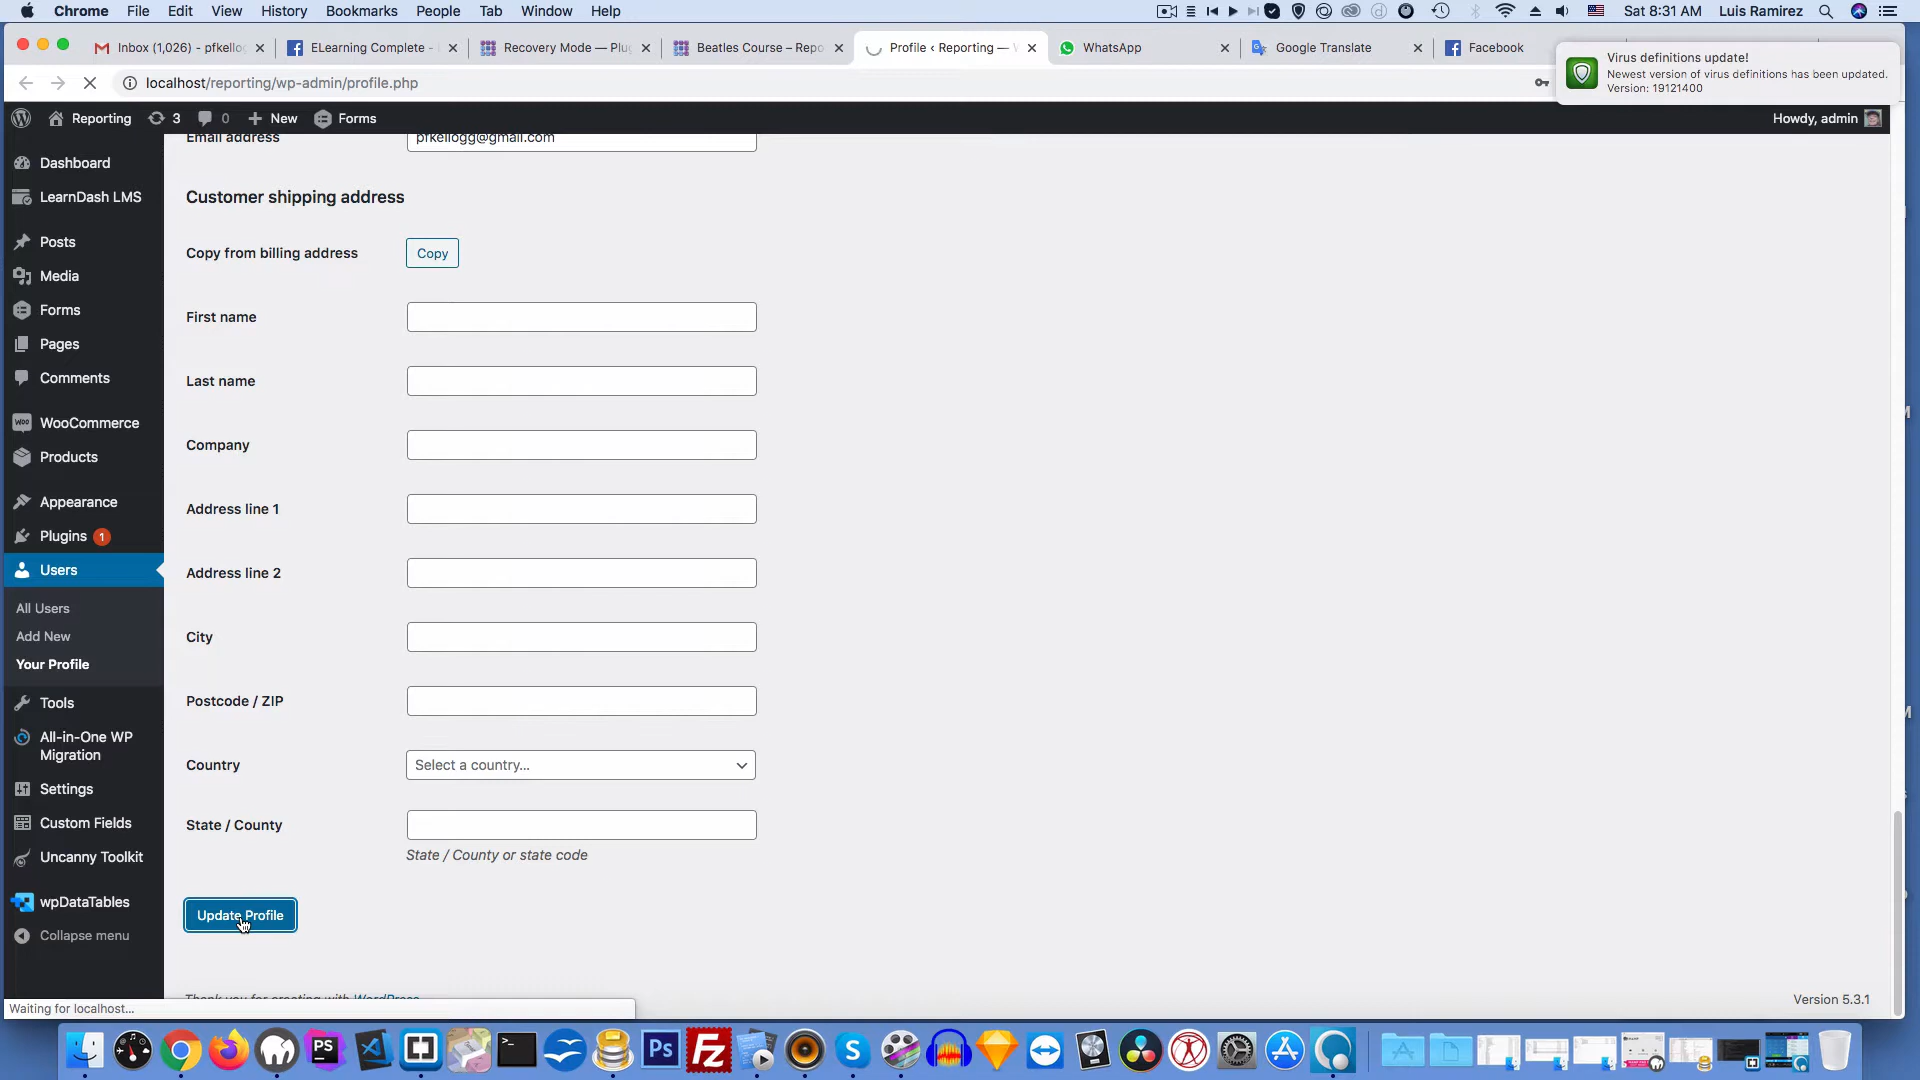 Chrome File Edit View History Bookmarks People Tab Window Help
Sat 8:31 AM Luis Ramirez
Inbox (1,026) - pfkello
ELearning Complete -
Recovery Mode — Plu
Beatles Course – Repo
Profile ‹ Reporting —
WhatsApp
Google Translate
Facebook
Virus definitions update!
Newest version of virus definitions has been updated.
Version: 19121400
localhost/reporting/wp-admin/profile.php
Reporting 3 0 New Forms
Howdy, admin
Dashboard
LearnDash LMS
Posts
Media
Forms
Pages
Comments
WooCommerce
Products
Appearance
Plugins 1
Users
All Users
Add New
Your Profile
Tools
All-in-One WP
Migration
Settings
Custom Fields
Uncanny Toolkit
wpDataTables
Collapse menu
Email address pfkellogg@gmail.com
Customer shipping address
Copy from billing address Copy
First name
Last name
Company
Address line 1
Address line 2
City
Postcode / ZIP
Country Select a country...
State / County
State / County or state code
Update Profile
Thank you for creating with WordPress
Version 5.3.1
Waiting for localhost...
PS
Ps
Fz
S